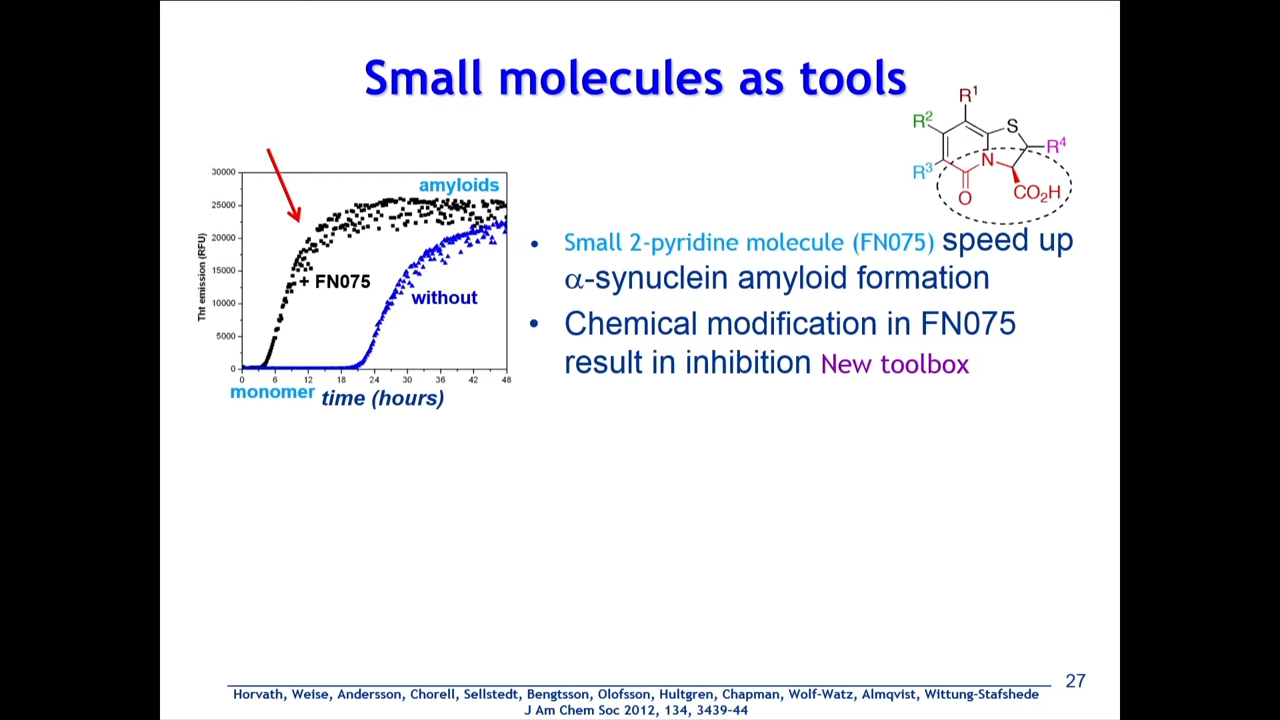 Small molecules as tools
R1
R2
S
R4
N
R3
O
CO2H
30000
25000
20000
15000
10000
5000
0
Tht emission (RFU)
amyloids
+ FN075
without
0 6 12 18 24 30 36 42 48
monomer
time (hours)
• Small 2-pyridine molecule (FN075) speed up
α-synuclein amyloid formation
• Chemical modification in FN075
result in inhibition New toolbox
27
Horvath, Weise, Andersson, Chorell, Sellstedt, Bengtsson, Olofsson, Hultgren, Chapman, Wolf-Watz, Almqvist, Wittung-Stafshede
J Am Chem Soc 2012, 134, 3439-44